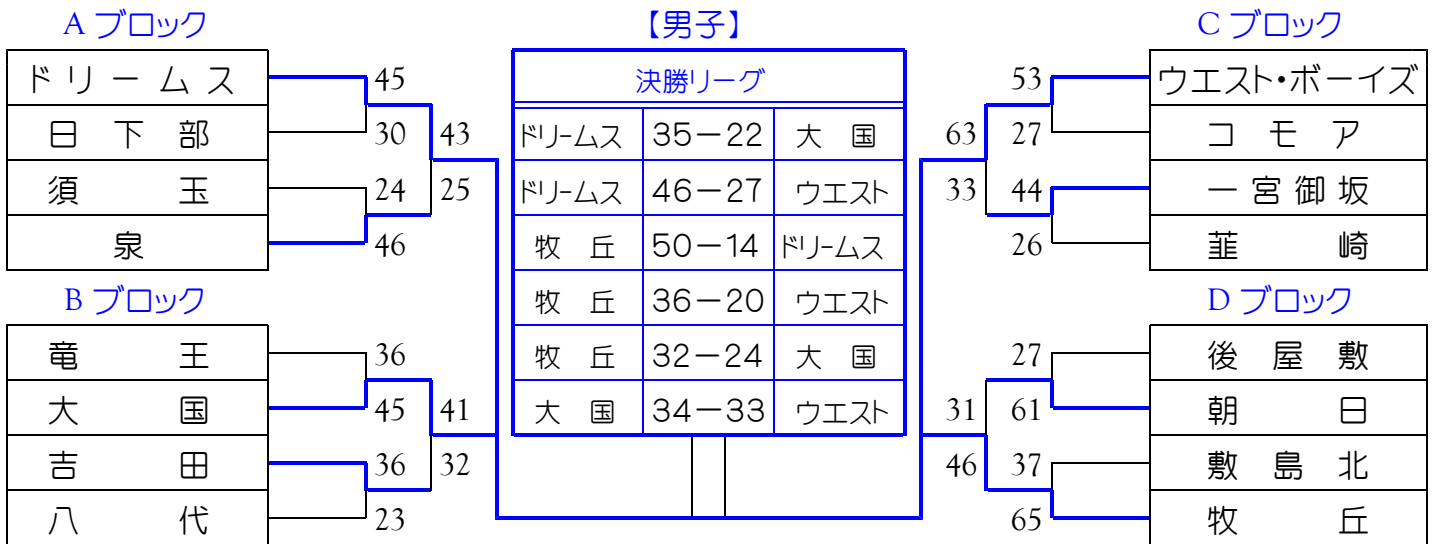 A ブロック
ドリームス 45
日下部 30 43
須玉 24 25
泉 46
B ブロック
竜王 36
大国 45 41
吉田 36 32
八代 23
【男子】
決勝リーグ
ドリームス 35－22 大国
ドリームス 46－27 ウエスト
牧丘 50－14 ドリームス
牧丘 36－20 ウエスト
牧丘 32－24 大国
大国 34－33 ウエスト
C ブロック
53 ウエスト・ボーイズ
63 27 コモア
33 44 一宮御坂
26 韮崎
D ブロック
27 後屋敷
31 61 朝日
46 37 敷島北
65 牧丘